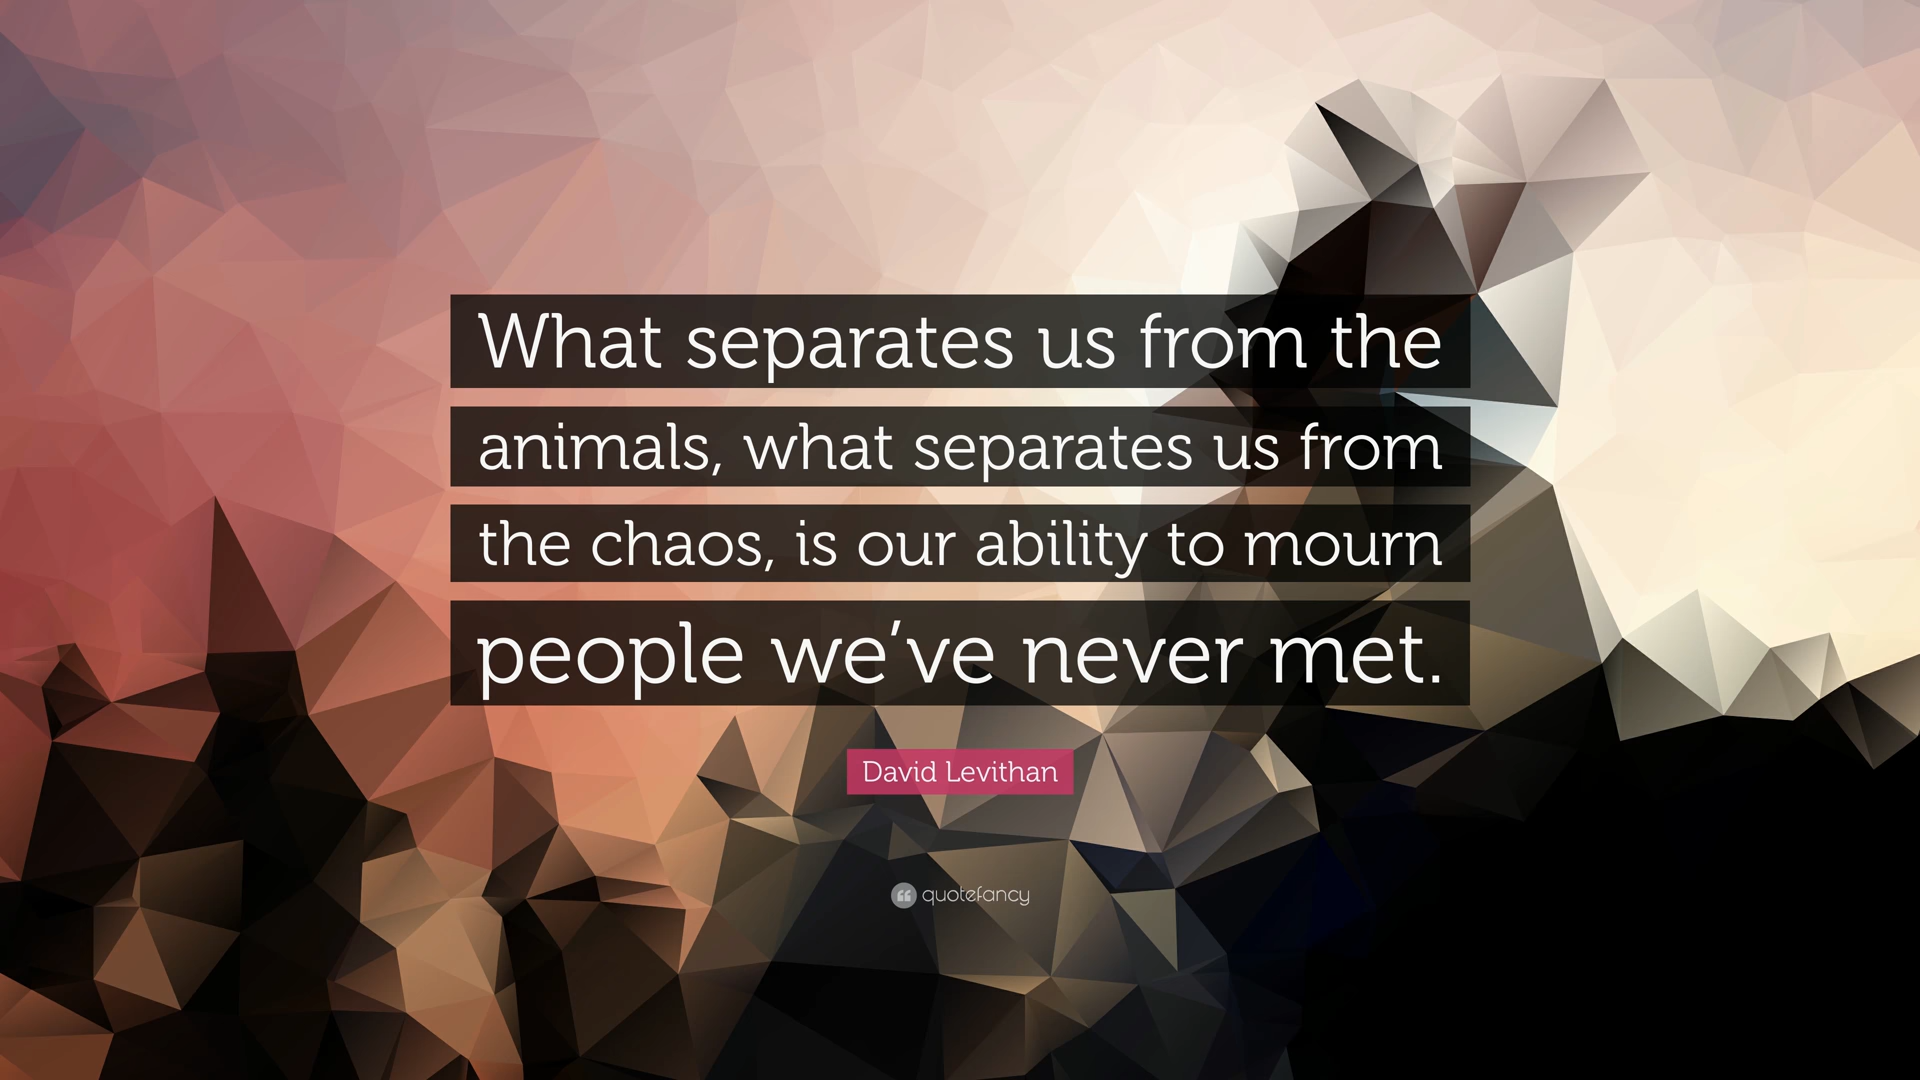 What separates us from the
animals, what separates us from
the chaos, is our ability to mourn
people we’ve never met.
David Levithan
quotefancy